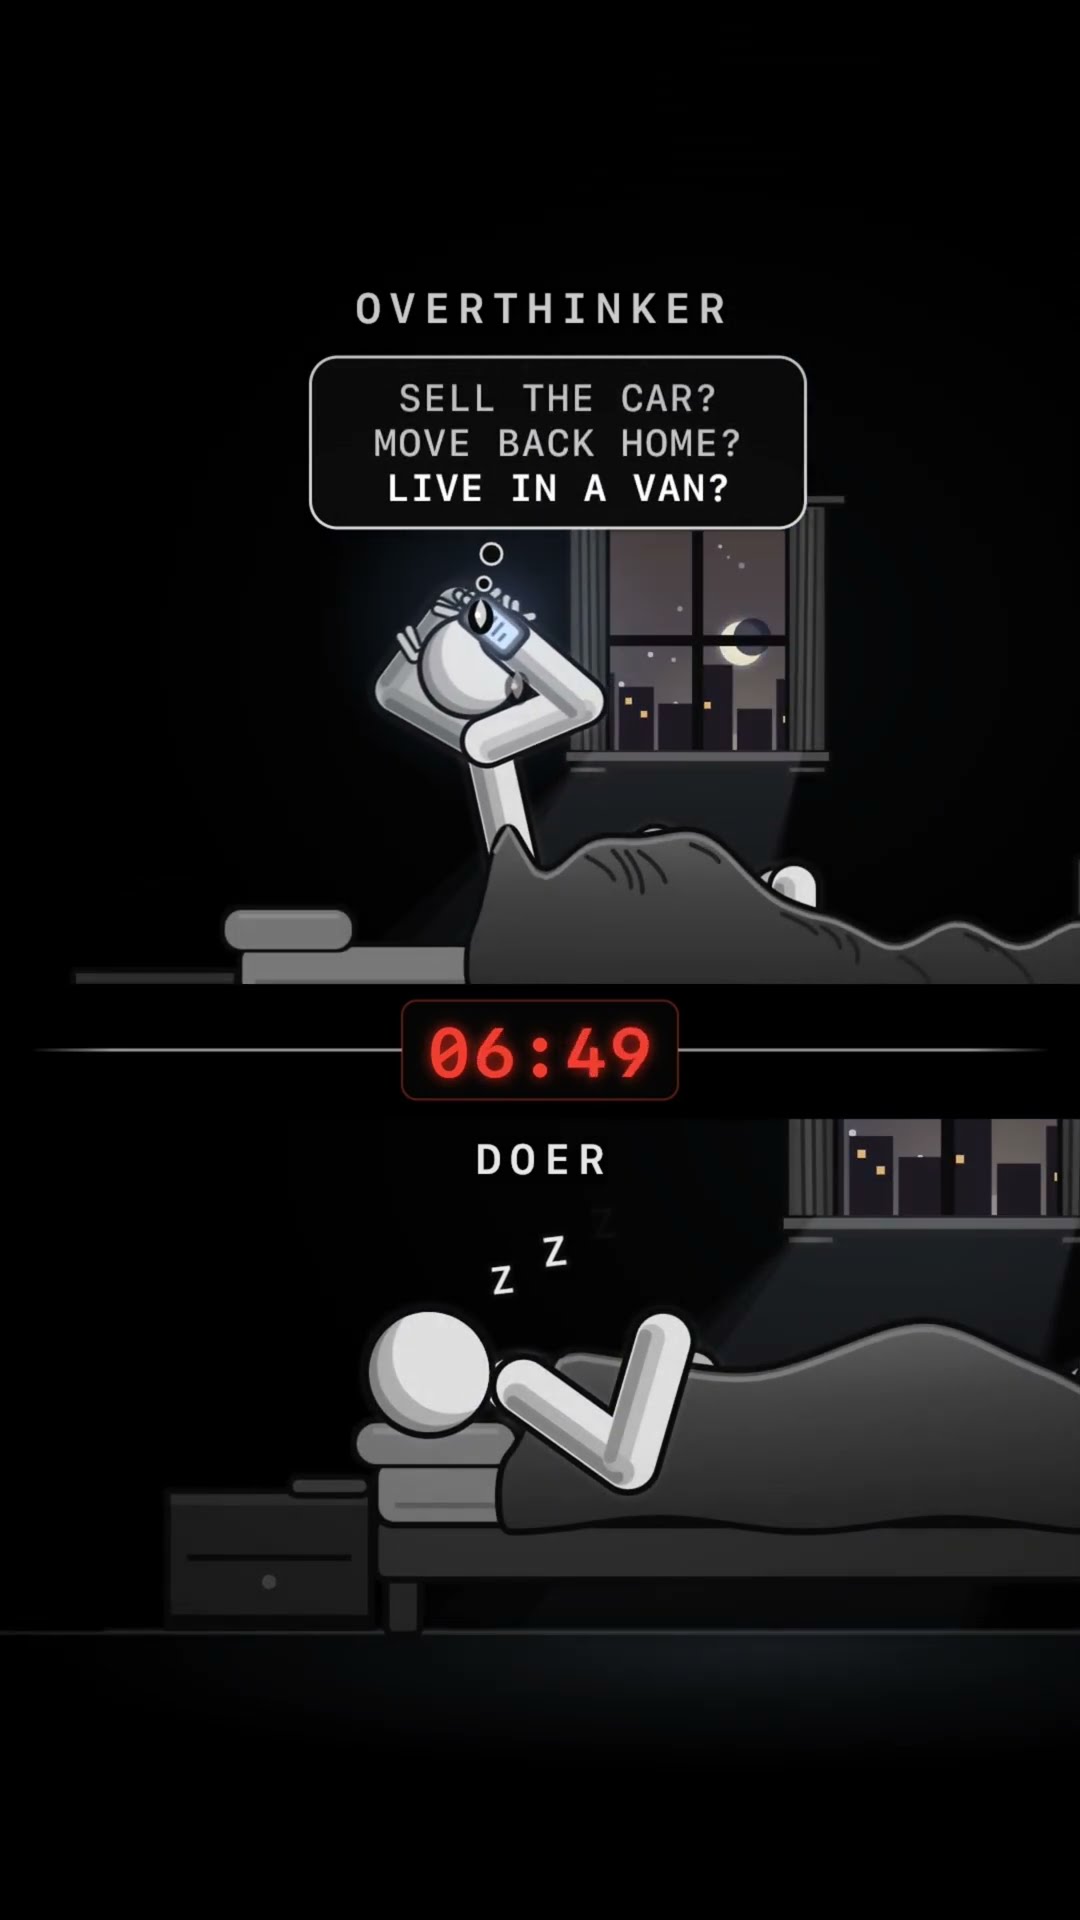 OVERTHINKER
SELL THE CAR?
MOVE BACK HOME?
LIVE IN A VAN?
06:49
DOER
Z
Z
Z